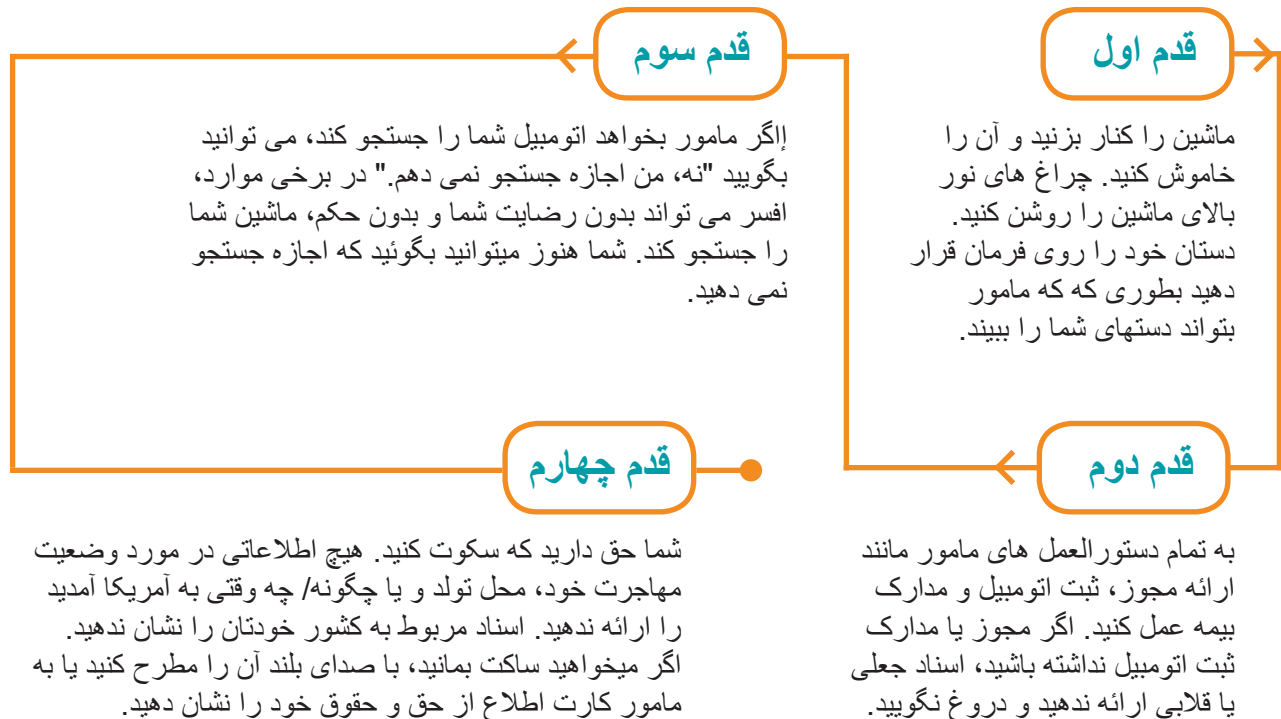 قدم اول
ماشین را کنار بزنید و آن را
خاموش کنید. چراغ های نور
بالای ماشین را روشن کنید.
دستان خود را روی فرمان قرار
دهید بطوری که که مامور
بتواند دستهای شما را ببیند.
قدم دوم
به تمام دستورالعمل های مامور مانند
ارائه مجوز، ثبت اتومبیل و مدارک
بیمه عمل کنید. اگر مجوز یا مدارک
ثبت اتومبیل نداشته باشید، اسناد جعلی
یا قلابی ارائه ندهید و دروغ نگویید.
قدم سوم
إاگر مامور بخواهد اتومبیل شما را جستجو کند، می توانید
بگویید "نه، من اجازه جستجو نمی دهم." در برخی موارد،
افسر می تواند بدون رضایت شما و بدون حکم، ماشین شما
را جستجو کند. شما هنوز میتوانید بگوئید که اجازه جستجو
نمی دهید.
قدم چهارم
شما حق دارید که سکوت کنید. هیچ اطلاعاتی در مورد وضعیت
مهاجرت خود، محل تولد و یا چگونه/ چه وقتی به آمریکا آمدید
را ارائه ندهید. اسناد مربوط به کشور خودتان را نشان ندهید.
اگر میخواهید ساکت بمانید، با صدای بلند آن را مطرح کنید یا به
مامور کارت اطلاع از حق و حقوق خود را نشان دهید.